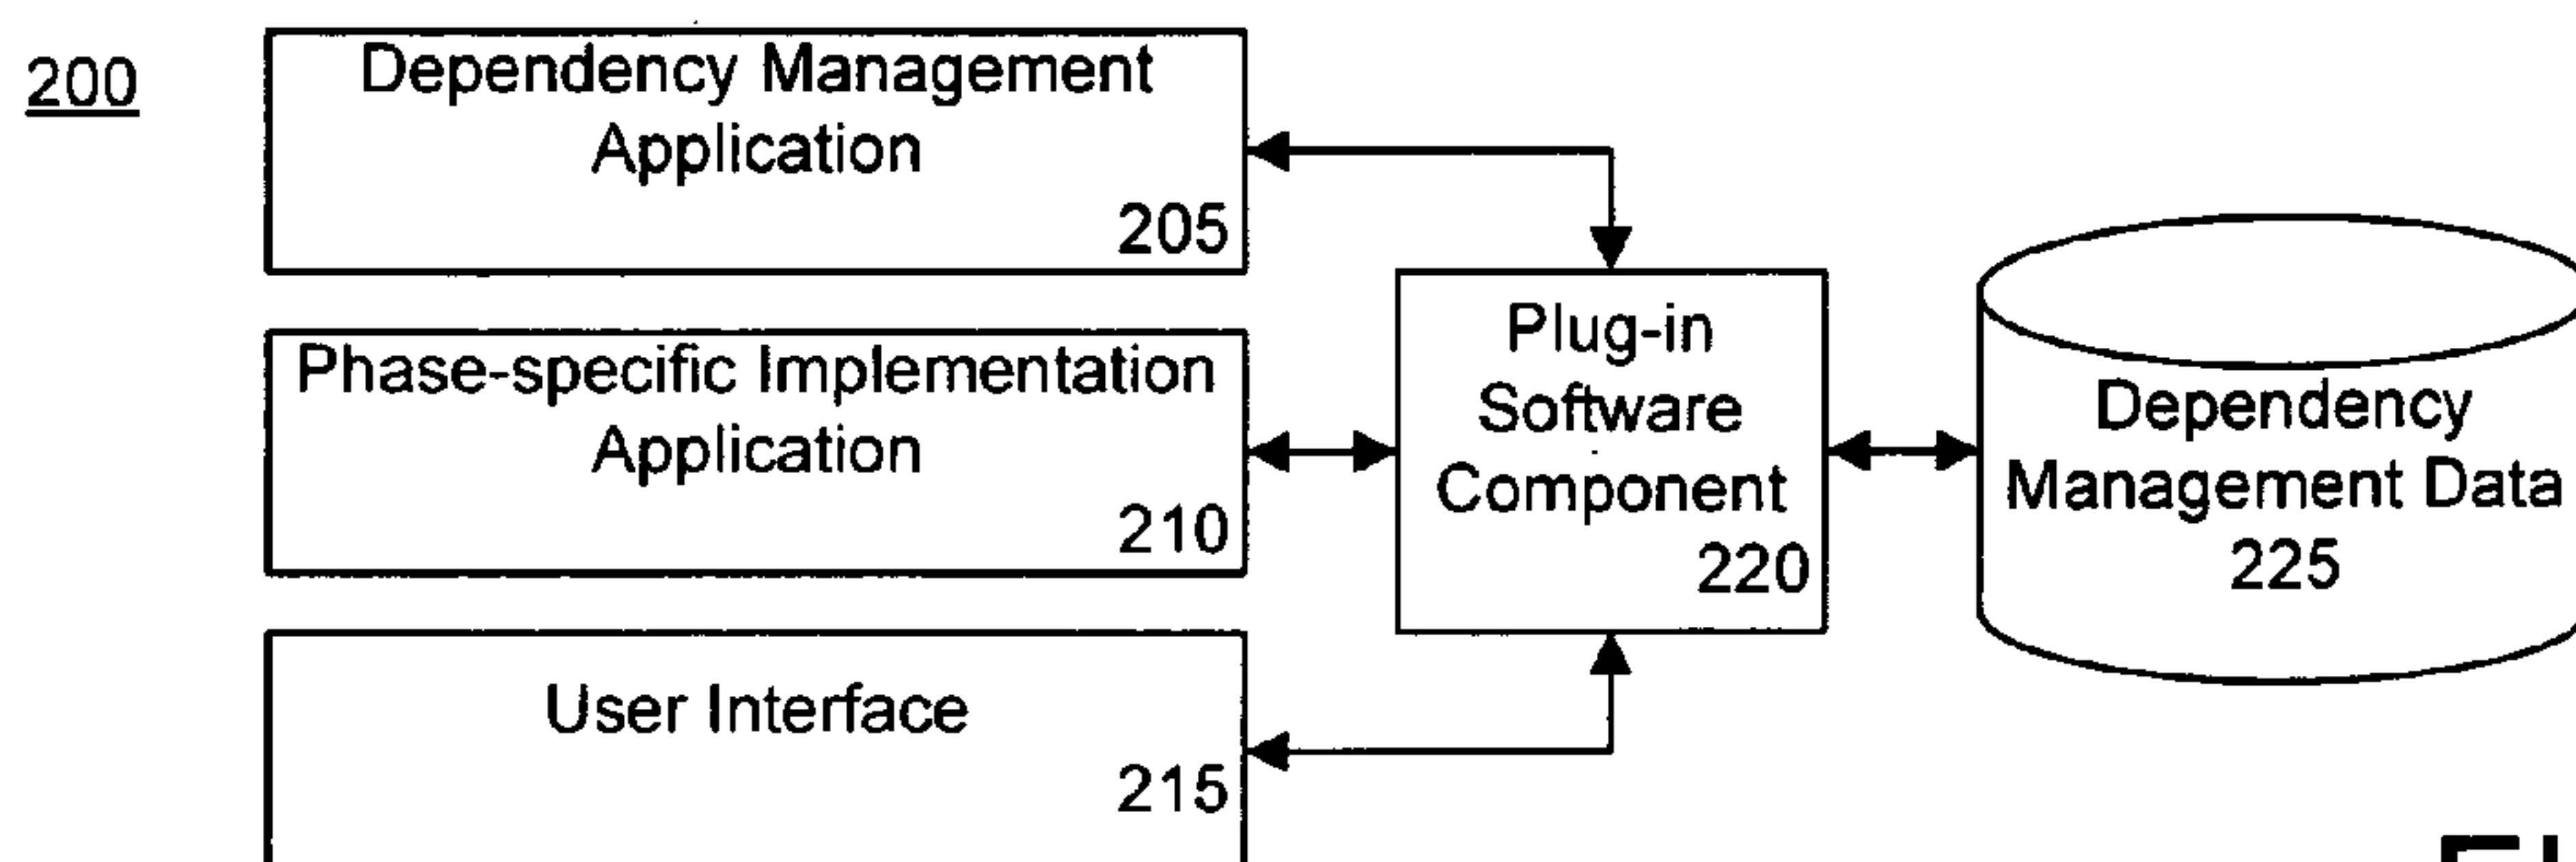 200
Dependency Management
Application
205
Phase-specific Implementation
Application
210
User Interface
215
Plug-in
Software
Component
220
Dependency
Management Data
225